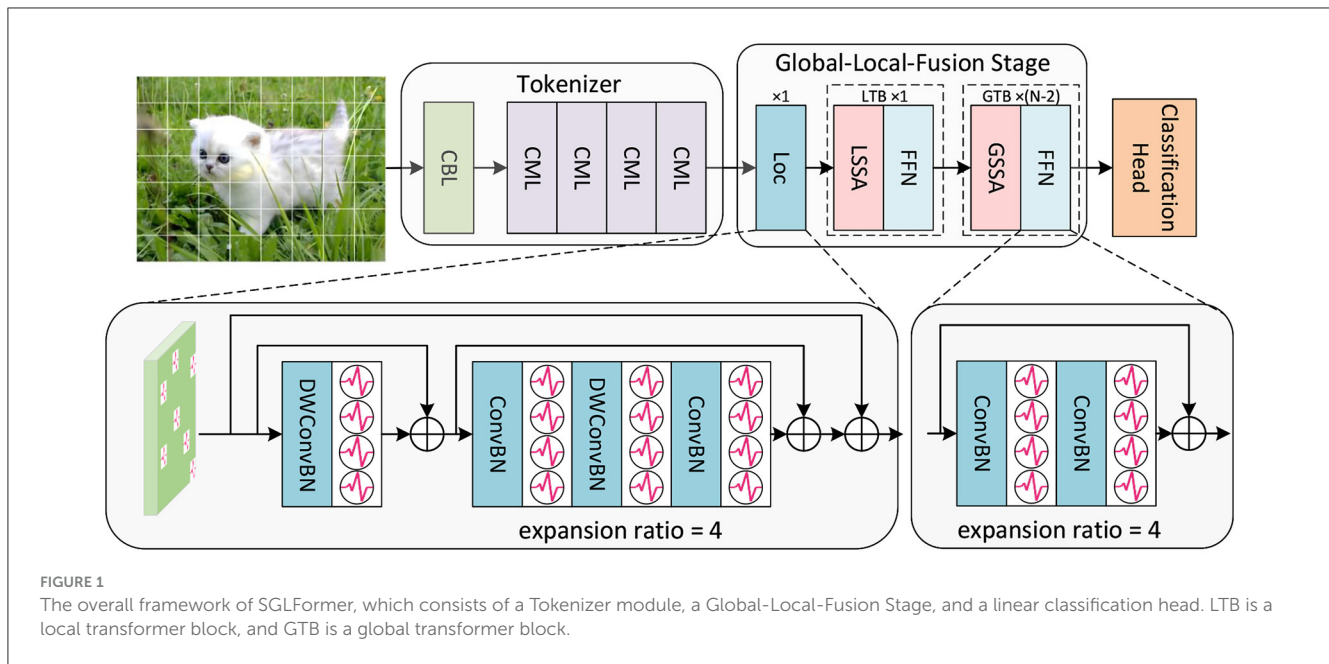 Tokenizer
CBL
CML
CML
CML
CML
Global-Local-Fusion Stage
×1
Loc
LTB ×1
LSSA
FFN
GTB ×(N-2)
GSSA
FFN
Classification
Head
DWConvBN
ConvBN
DWConvBN
ConvBN
expansion ratio = 4
ConvBN
ConvBN
expansion ratio = 4
FIGURE 1
The overall framework of SGLFormer, which consists of a Tokenizer module, a Global-Local-Fusion Stage, and a linear classification head. LTB is a
local transformer block, and GTB is a global transformer block.